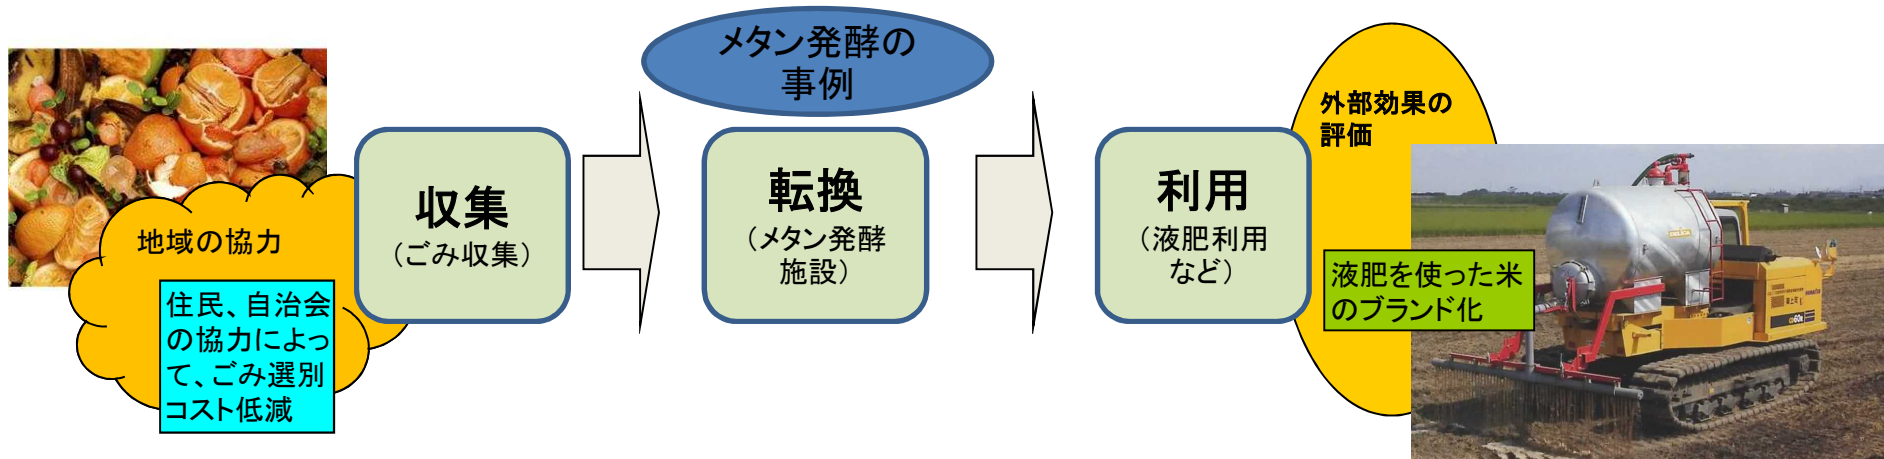 メタン発酵の
事例
地域の協力
住民、自治会
の協力によっ
て、ごみ選別
コスト低減
収集
（ごみ収集）
転換
（メタン発酵
施設）
利用
（液肥利用
など）
外部効果の
評価
液肥を使った米
のブランド化
60R